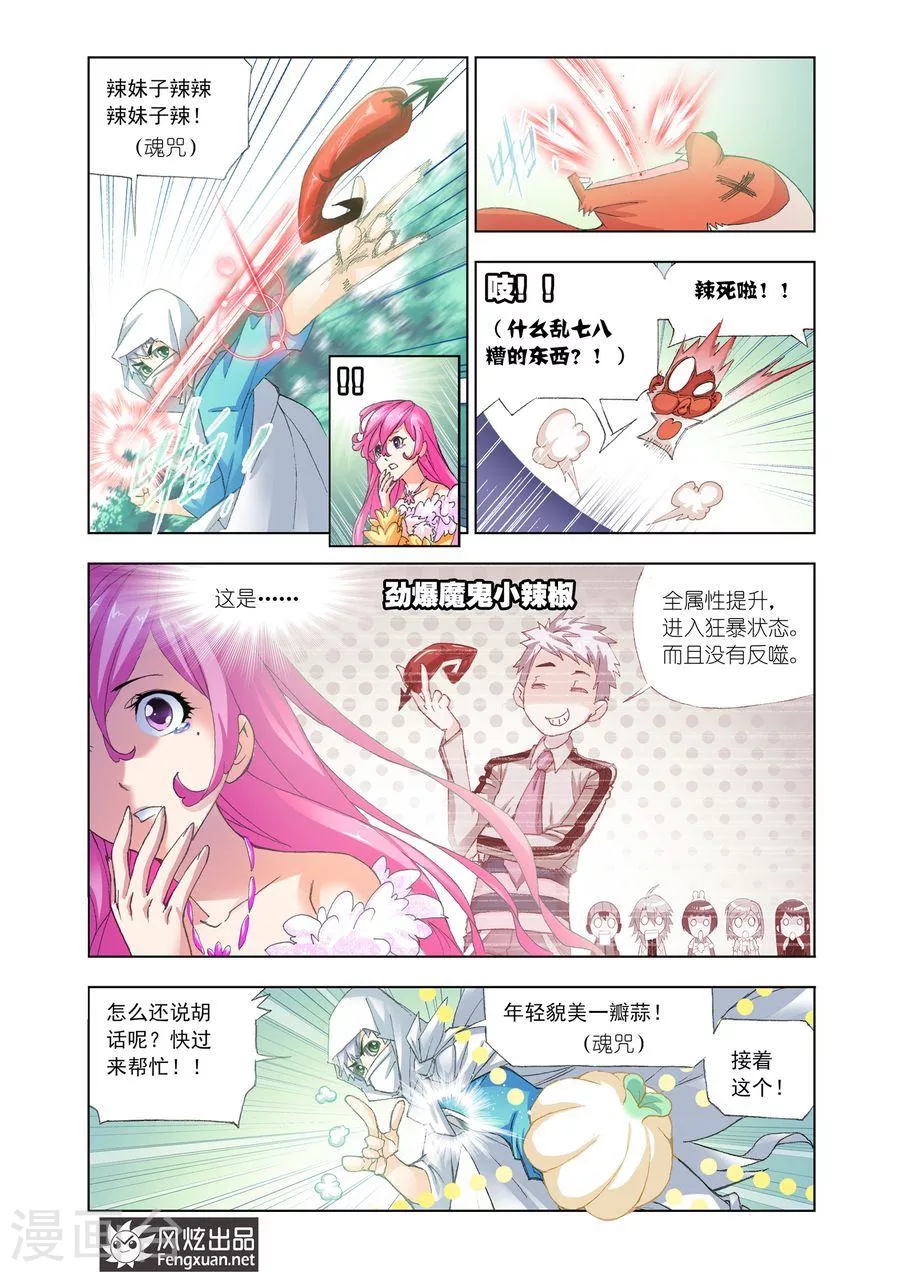 辣妹子辣辣
辣妹子辣！
（魂咒）
啪
啪
！！
吱！！
（什么乱七八
糟的东西？！）
辣死啦！！
这是……
劲爆魔鬼小辣椒
全属性提升，
进入狂暴状态。
而且没有反噬。
怎么还说胡
话呢？快过
来帮忙！！
年轻貌美一瓣蒜！
（魂咒）
接着
这个！
漫画台
风炫出品
Fengxuan.net